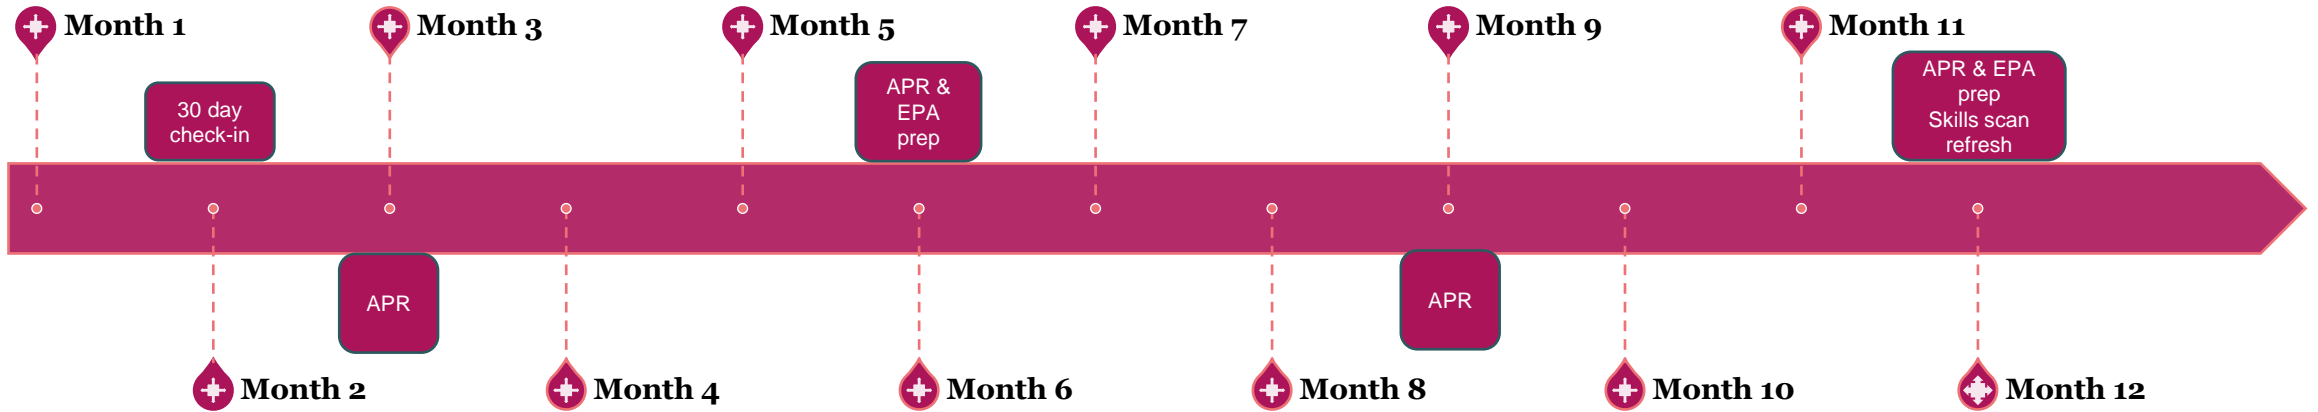 Month 1
Month 3
Month 5
Month 7
Month 9
Month 11
30 day
check-in
APR &
EPA
prep
APR & EPA
prep
Skills scan
refresh
APR
APR
Month 2
Month 4
Month 6
Month 8
Month 10
Month 12